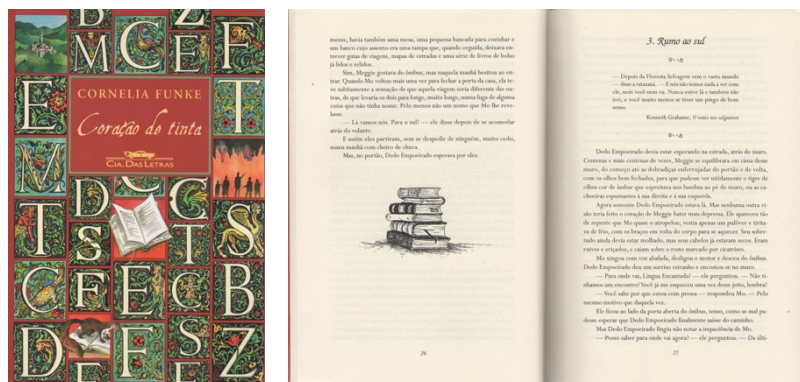 B
M C E F
CORNELIA FUNKE
Coração de tinta
CIA. DAS LETRAS
E I
M
D C
T S S
C F E T B
D E F S Z
mente, havia também uma mesa, uma pequena bancada para cozinhar e
um banco cujo assento era uma tampa que, quando erguida, deixava en-
trever guias de viagem, mapas de estradas e uma série de livros de bolso
já lidos e relidos.
Sim, Meggie gostava do ônibus, mas naquela manhã hesitou ao en-
trar. Quando Mo voltou mais uma vez para fechar a porta da casa, ela te-
ve subitamente a sensação de que aquela viagem seria diferente das ou-
tras, de que levaria os dois para longe, muito longe, numa fuga de alguma
coisa que não tinha nome. Pelo menos não um nome que Mo lhe reve-
lasse.
— Lá vamos nós. Para o sul! — ele disse depois de se acomodar
atrás do volante.
E assim eles partiram, sem se despedir de ninguém, muito cedo,
numa manhã com cheiro de chuva.
Mas, no portão, Dedo Empoeirado esperava por eles.
26
3. Rumo ao sul
— Depois da Floresta Selvagem vem o vasto mundo
— disse a ratazana. — E isto não temos nada a ver com
ele, nem você nem eu. Nunca estive lá e também não
irei, e você muito menos se tiver um pingo de bom
senso.
Kenneth Grahame, O vento nos salgueiros
Dedo Empoeirado devia estar esperando na estrada, atrás do muro.
Centenas e mais centenas de vezes, Meggie se equilibrara em cima desse
muro, do começo até as dobradiças enferrujadas do portão e de volta,
com os olhos bem fechados, para que pudesse ver nitidamente o tigre de
olhos cor de âmbar que espreitava nos bambus ao pé do muro, ou as ca-
choeiras espumantes à sua direita e à sua esquerda.
Agora somente Dedo Empoeirado estava lá. Mas nenhuma outra vi-
são teria feito o coração de Meggie bater mais depressa. Ele apareceu tão
de repente que Mo quase o atropelou; vestia apenas um pulôver e tirita-
va de frio, com os braços em volta do corpo para se aquecer. Seu sobre-
tudo ainda devia estar molhado, mas seus cabelos já estavam secos. Eram
ruivos e eriçados, e caíam sobre o rosto marcado por cicatrizes.
Mo xingou com voz abafada, desligou o motor e desceu do ônibus.
Dedo Empoeirado deu um sorriso estranho e encostou-se no muro.
— Para onde vai, Língua Encantada? — ele perguntou. — Não tí-
nhamos um encontro? Você já me esqueceu uma vez desse jeito, lembra?
— Você sabe por que estou com pressa — respondeu Mo. — Pelo
mesmo motivo que daquela vez.
Ele ficou ao lado da porta aberta do ônibus, tenso, como se mal pu-
desse esperar que Dedo Empoeirado finalmente saísse do caminho.
Mas Dedo Empoeirado fingiu não notar a impaciência de Mo.
— Posso saber para onde vai agora? — ele perguntou. — Da últi-
27